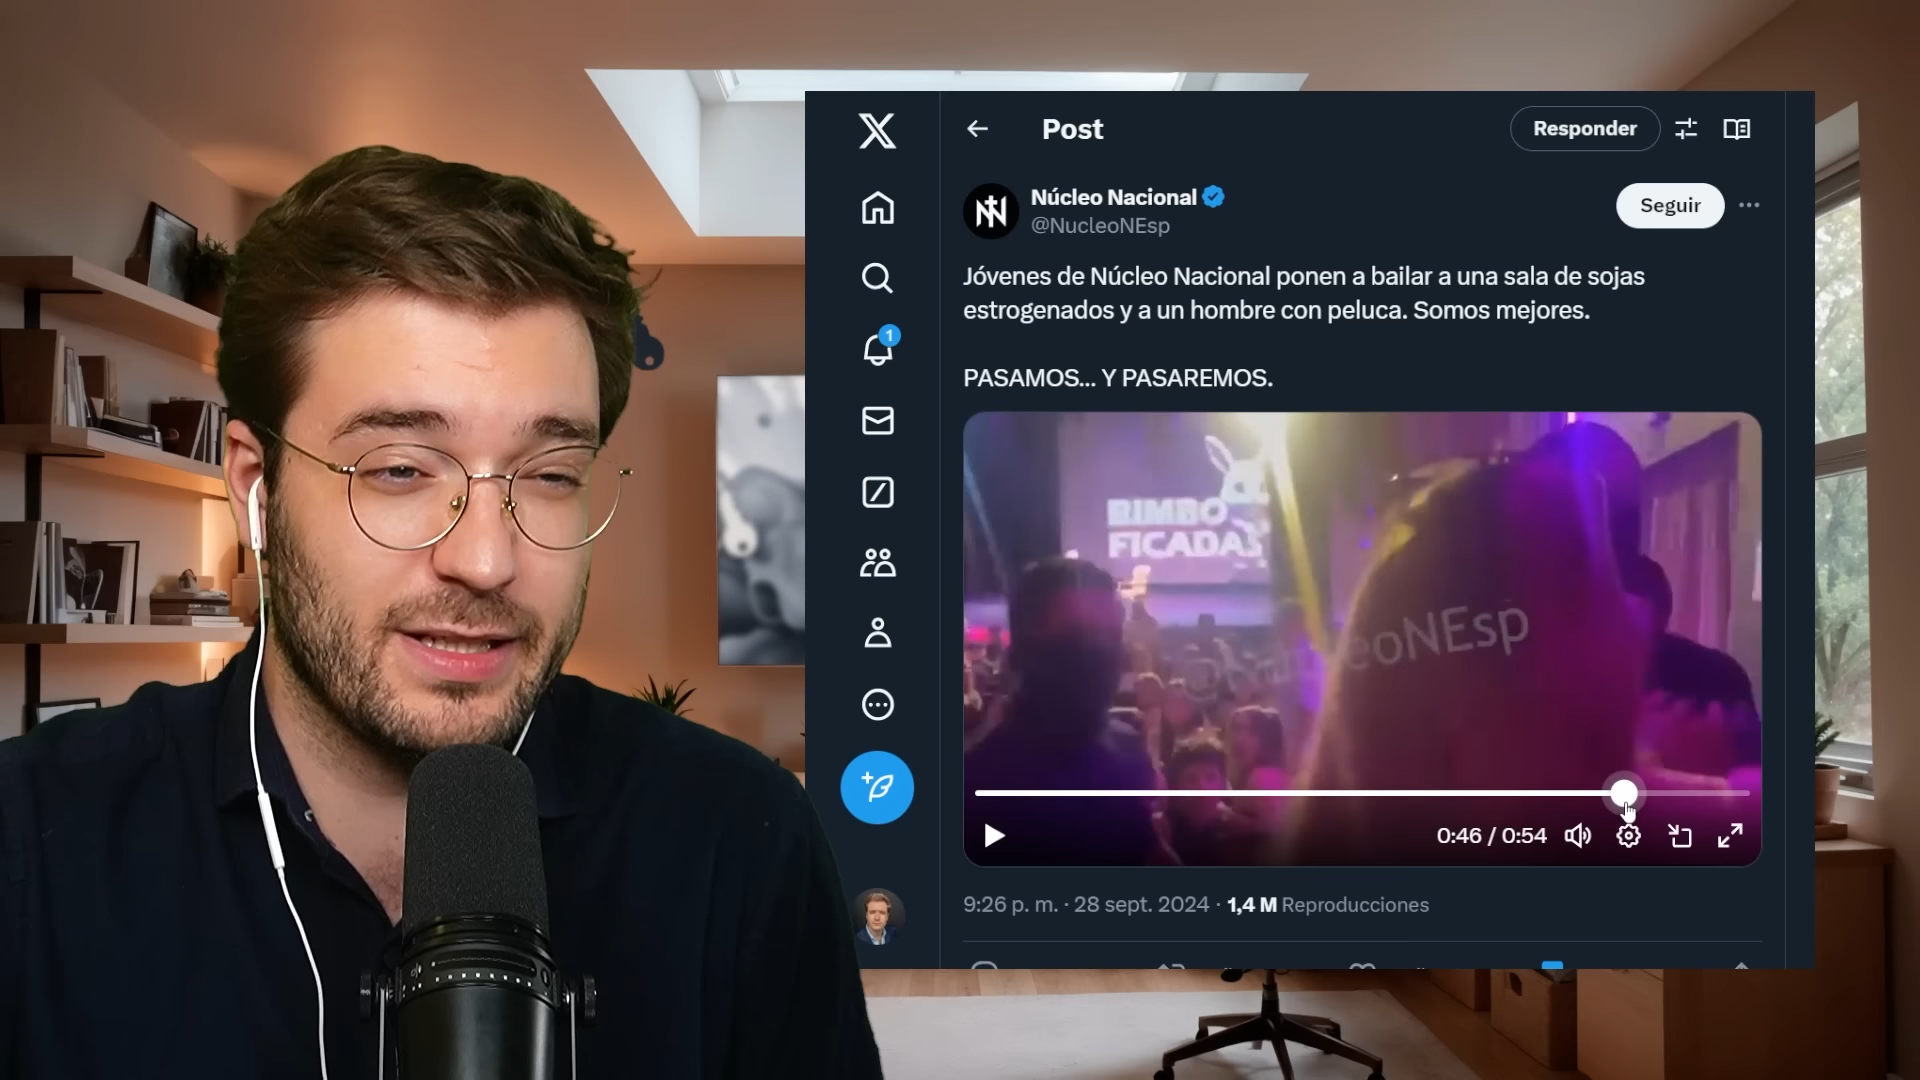 Post
Responder
Núcleo Nacional
@NucleoNEsp
Seguir
Jóvenes de Núcleo Nacional ponen a bailar a una sala de sojas
estrogenados y a un hombre con peluca. Somos mejores.
PASAMOS... Y PASAREMOS.
1
BIMBO
FICADAS
@NucleoNEsp
0:46 / 0:54
9:26 p. m. · 28 sept. 2024 · 1,4 M Reproducciones